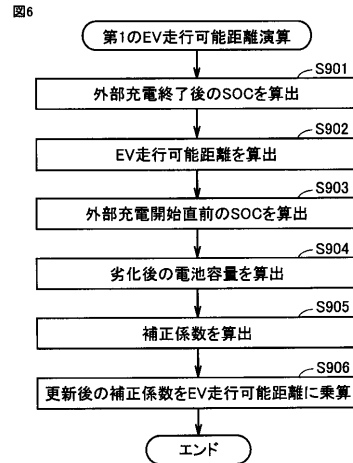 図6
第1のEV走行可能距離演算
S901
外部充電終了後のSOCを算出
S902
EV走行可能距離を算出
S903
外部充電開始直前のSOCを算出
S904
劣化後の電池容量を算出
S905
補正係数を算出
S906
更新後の補正係数をEV走行可能距離に乗算
エンド